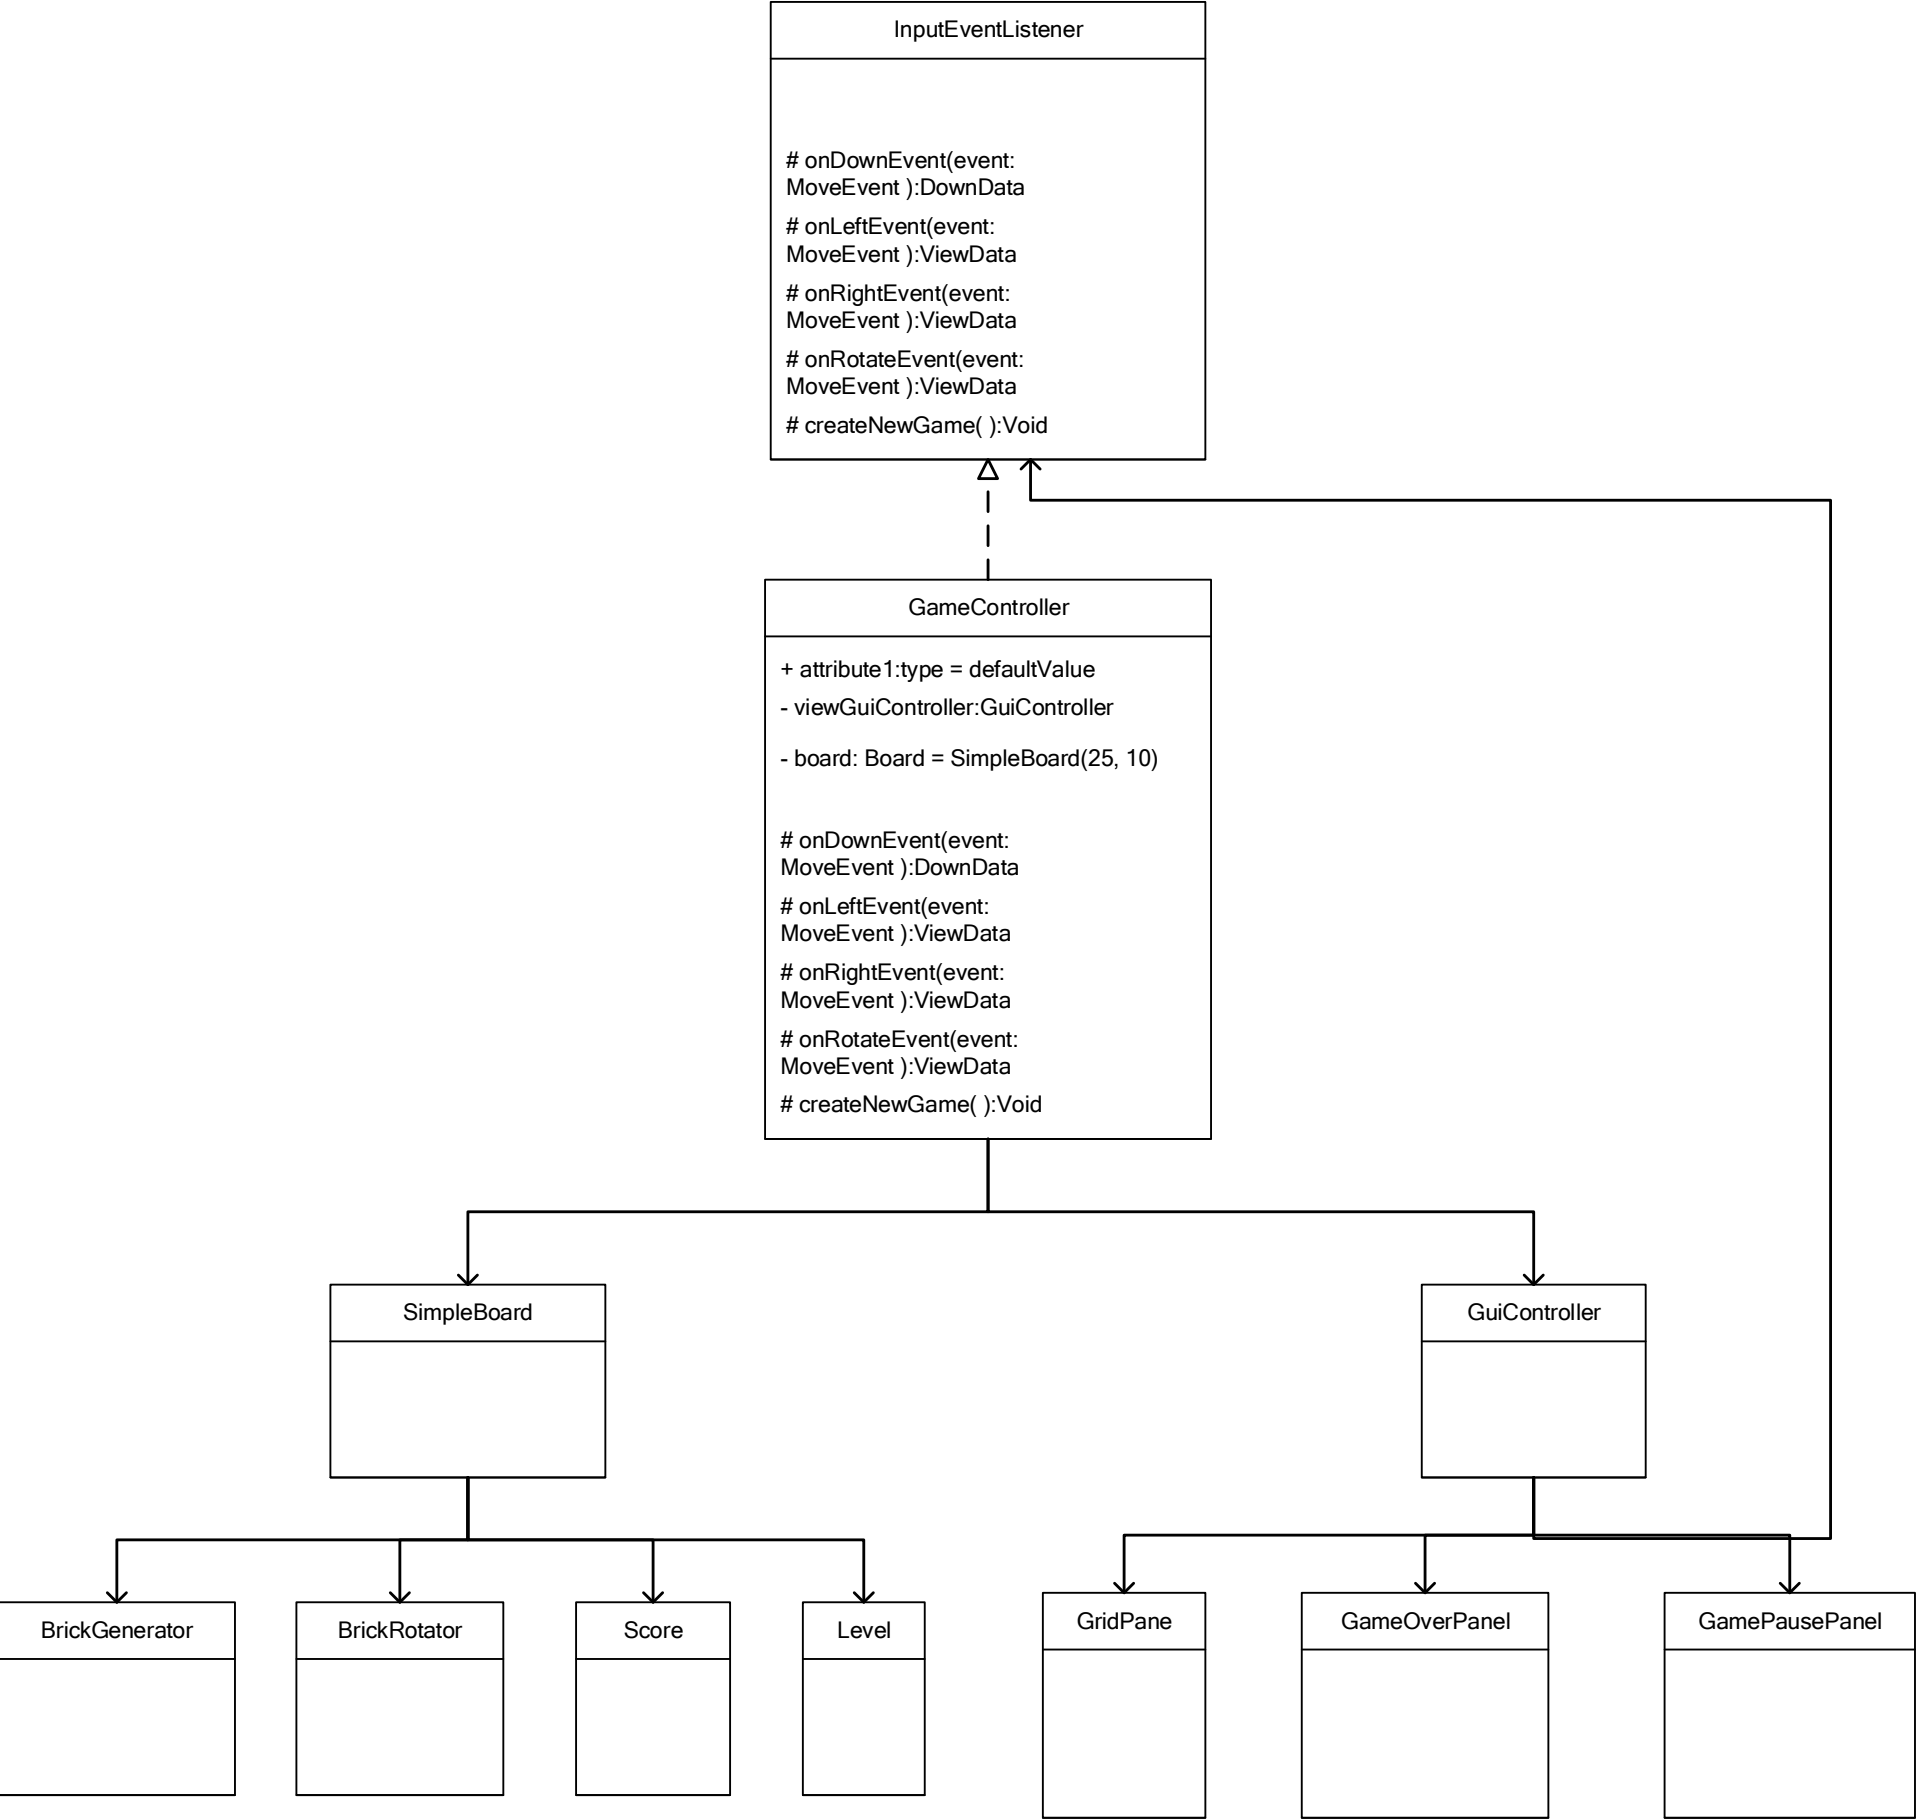 InputEventListener
# onDownEvent(event:
MoveEvent ):DownData
# onLeftEvent(event:
MoveEvent ):ViewData
# onRightEvent(event:
MoveEvent ):ViewData
# onRotateEvent(event:
MoveEvent ):ViewData
# createNewGame( ):Void
GameController
+ attribute1:type = defaultValue
- viewGuiController:GuiController
- board: Board = SimpleBoard(25, 10)
# onDownEvent(event:
MoveEvent ):DownData
# onLeftEvent(event:
MoveEvent ):ViewData
# onRightEvent(event:
MoveEvent ):ViewData
# onRotateEvent(event:
MoveEvent ):ViewData
# createNewGame( ):Void
SimpleBoard
GuiController
BrickGenerator
BrickRotator
Score
Level
GridPane
GameOverPanel
GamePausePanel